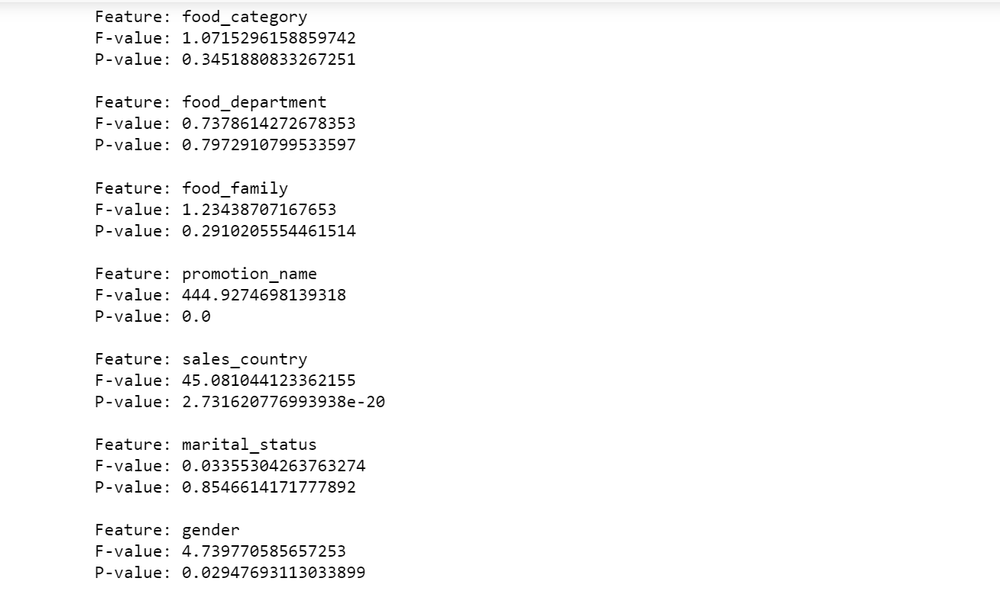 Feature: food_category
F-value: 1.0715296158859742
P-value: 0.3451880833267251
Feature: food_department
F-value: 0.7378614272678353
P-value: 0.7972910799533597
Feature: food_family
F-value: 1.23438707167653
P-value: 0.2910205554461514
Feature: promotion_name
F-value: 444.9274698139318
P-value: 0.0
Feature: sales_country
F-value: 45.081044123362155
P-value: 2.731620776993938e-20
Feature: marital_status
F-value: 0.03355304263763274
P-value: 0.8546614171777892
Feature: gender
F-value: 4.739770585657253
P-value: 0.02947693113033899